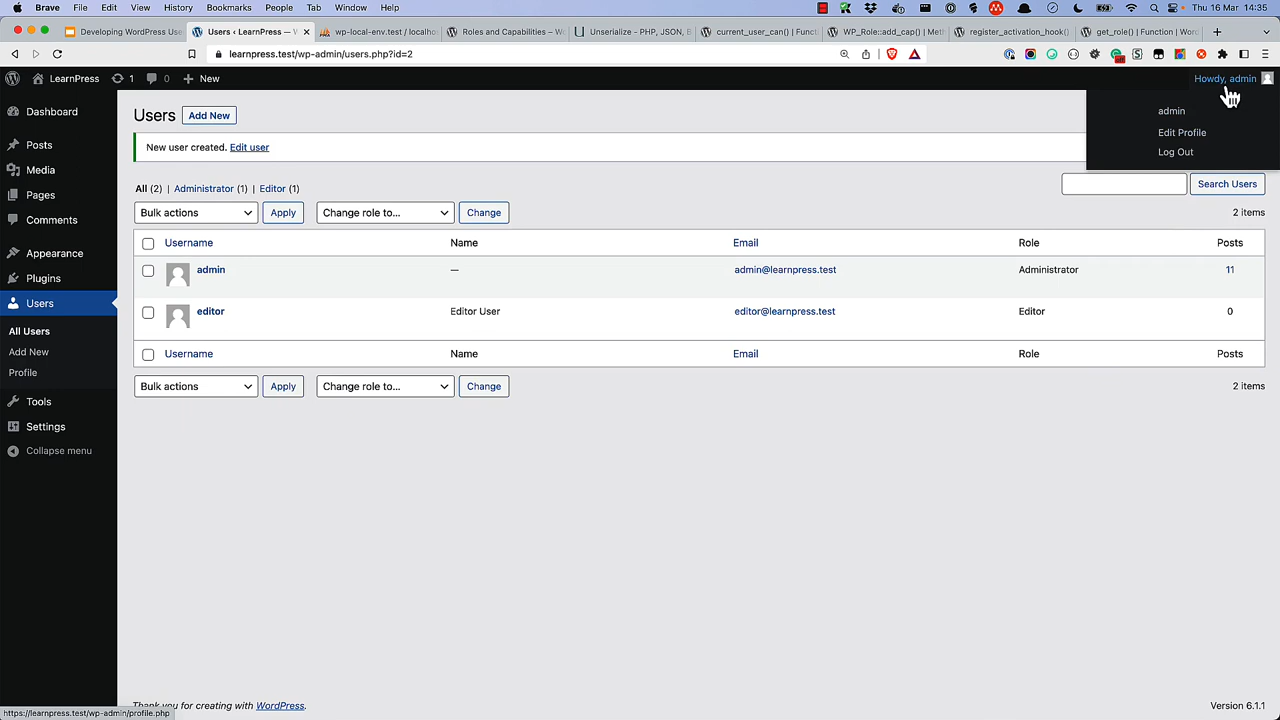 Brave File Edit View History Bookmarks People Tab Window Help Thu 16 Mar 14:35
Developing WordPress Use Users ‹ LearnPress — wp-local-env.test / localho Roles and Capabilities – W Unserialize - PHP, JSON, B current_user_can() | Funct WP_Role::add_cap() | Met register_activation_hook() get_role() | Function | Word
learnpress.test/wp-admin/users.php?id=2
LearnPress 1 0 New Howdy, admin
admin
Edit Profile
Log Out
Dashboard
Posts
Media
Pages
Comments
Appearance
Plugins
Users
All Users
Add New
Profile
Tools
Settings
Collapse menu
Users Add New
New user created. Edit user
All (2) | Administrator (1) | Editor (1)
Search Users
Bulk actions Apply Change role to... Change 2 items
Username Name Email Role Posts
admin — admin@learnpress.test Administrator 11
editor Editor User editor@learnpress.test Editor 0
Username Name Email Role Posts
Bulk actions Apply Change role to... Change 2 items
Thank you for creating with WordPress. Version 6.1.1
https://learnpress.test/wp-admin/profile.php